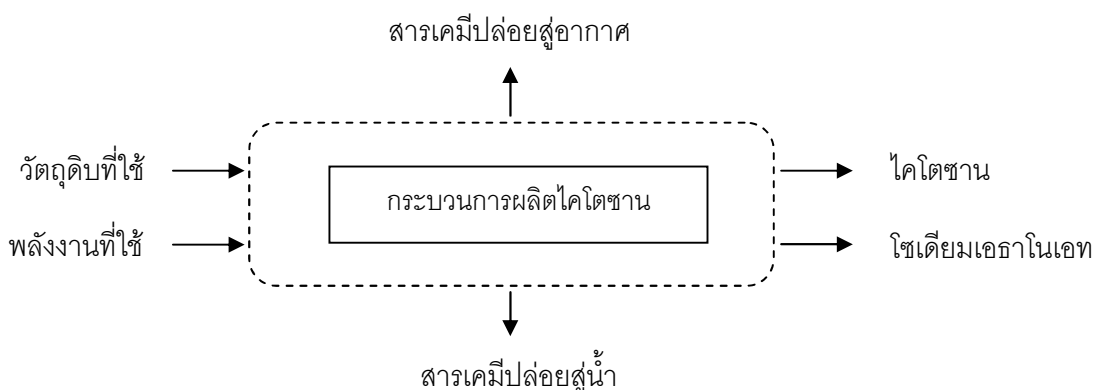 สารเคมีปล่อยสู่อากาศ
วัตถุดิบที่ใช้
ไคโตซาน
กระบวนการผลิตไคโตซาน
พลังงานที่ใช้
โซเดียมเอธาโนเอท
สารเคมีปล่อยสู่น้ำ